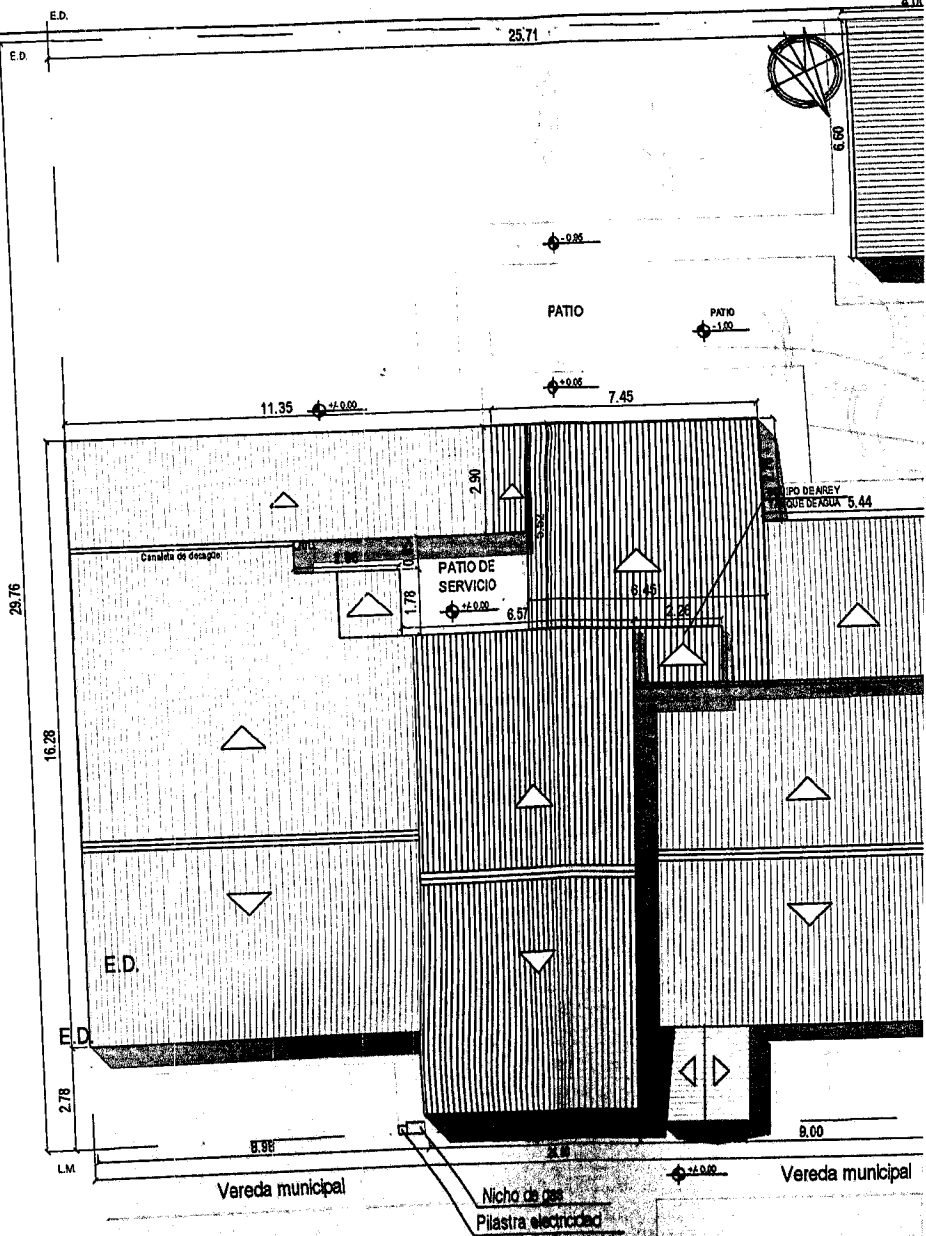 E.D.
25.71
E.D.
6.60
-0.95
PATIO
PATIO
-1.00
+0.05
11.35
+/-0.00
7.45
2.90
5.52
DE AIRE Y
DE AGUA
5.44
Canaleta de desagüe
PATIO DE
SERVICIO
+/-0.00
1.78
6.57
6.45
2.26
29.76
16.28
E.D.
E.D.
2.78
8.98
9.00
L.M.
+/-0.00
Vereda municipal
Vereda municipal
Nicho de gas
Pilastra electricidad